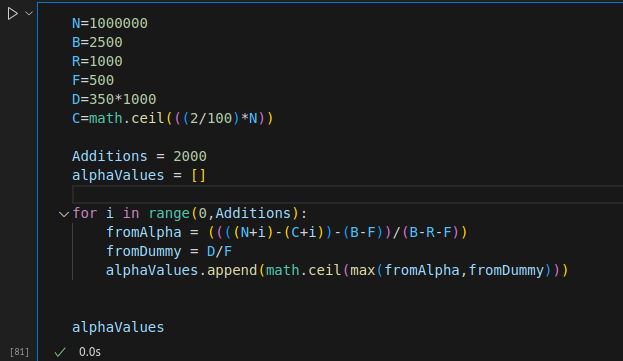 N=1000000
B=2500
R=1000
F=500
D=350*1000
C=math.ceil(((2/100)*N))
Additions = 2000
alphaValues = []
for i in range(0,Additions):
fromAlpha = ((((N+i)-(C+i))-(B-F))/(B-R-F))
fromDummy = D/F
alphaValues.append(math.ceil(max(fromAlpha,fromDummy)))
alphaValues
[81] 0.0s